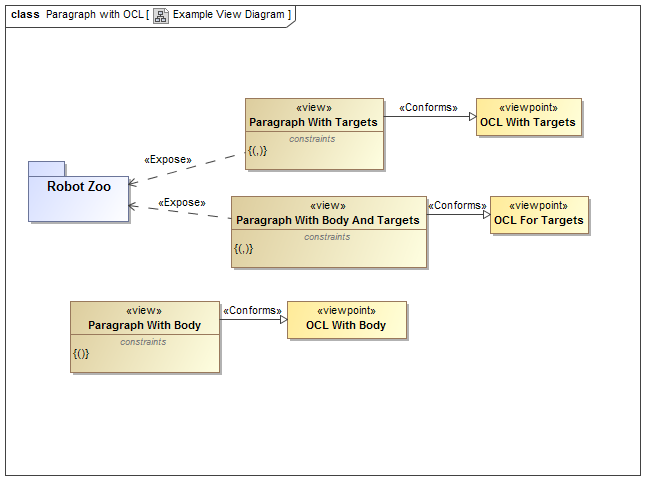 class Paragraph with OCL [ Example View Diagram ]
«view»
Paragraph With Targets
constraints
{(,)}
«Conforms»
«viewpoint»
OCL With Targets
«Expose»
Robot Zoo
«Expose»
«view»
Paragraph With Body And Targets
constraints
{(,)}
«Conforms»
«viewpoint»
OCL For Targets
«view»
Paragraph With Body
constraints
{()}
«Conforms»
«viewpoint»
OCL With Body